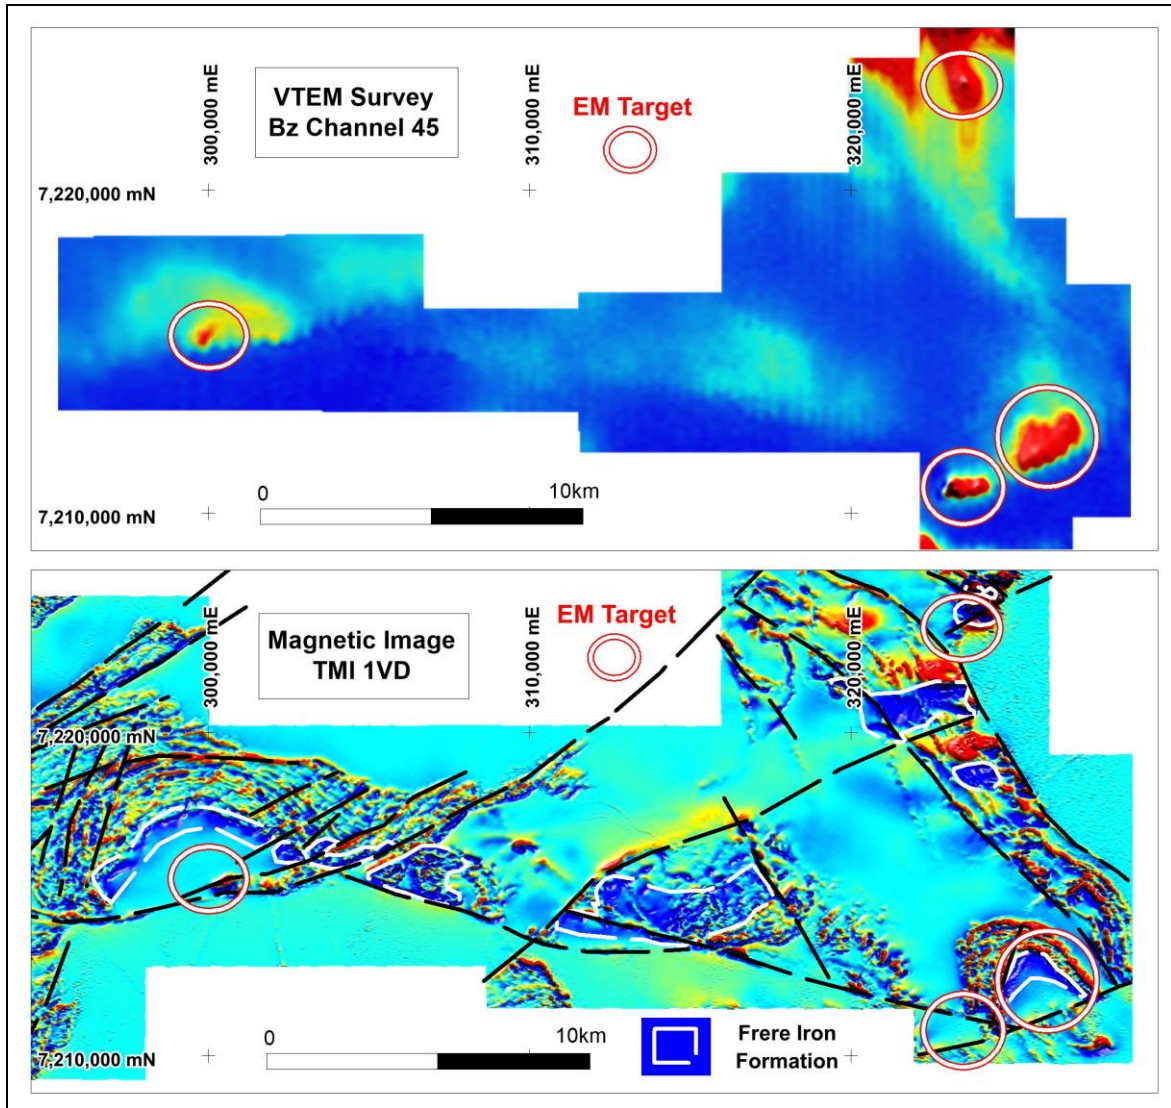 VTEM Survey
Bz Channel 45
300,000 mE
310,000 mE
EM Target
320,000 mE
7,220,000 mN
0 10km
7,210,000 mN
Magnetic Image
TMI 1VD
300,000 mE
310,000 mE
EM Target
320,000 mE
7,220,000 mN
0 10km
Frere Iron
Formation
7,210,000 mN